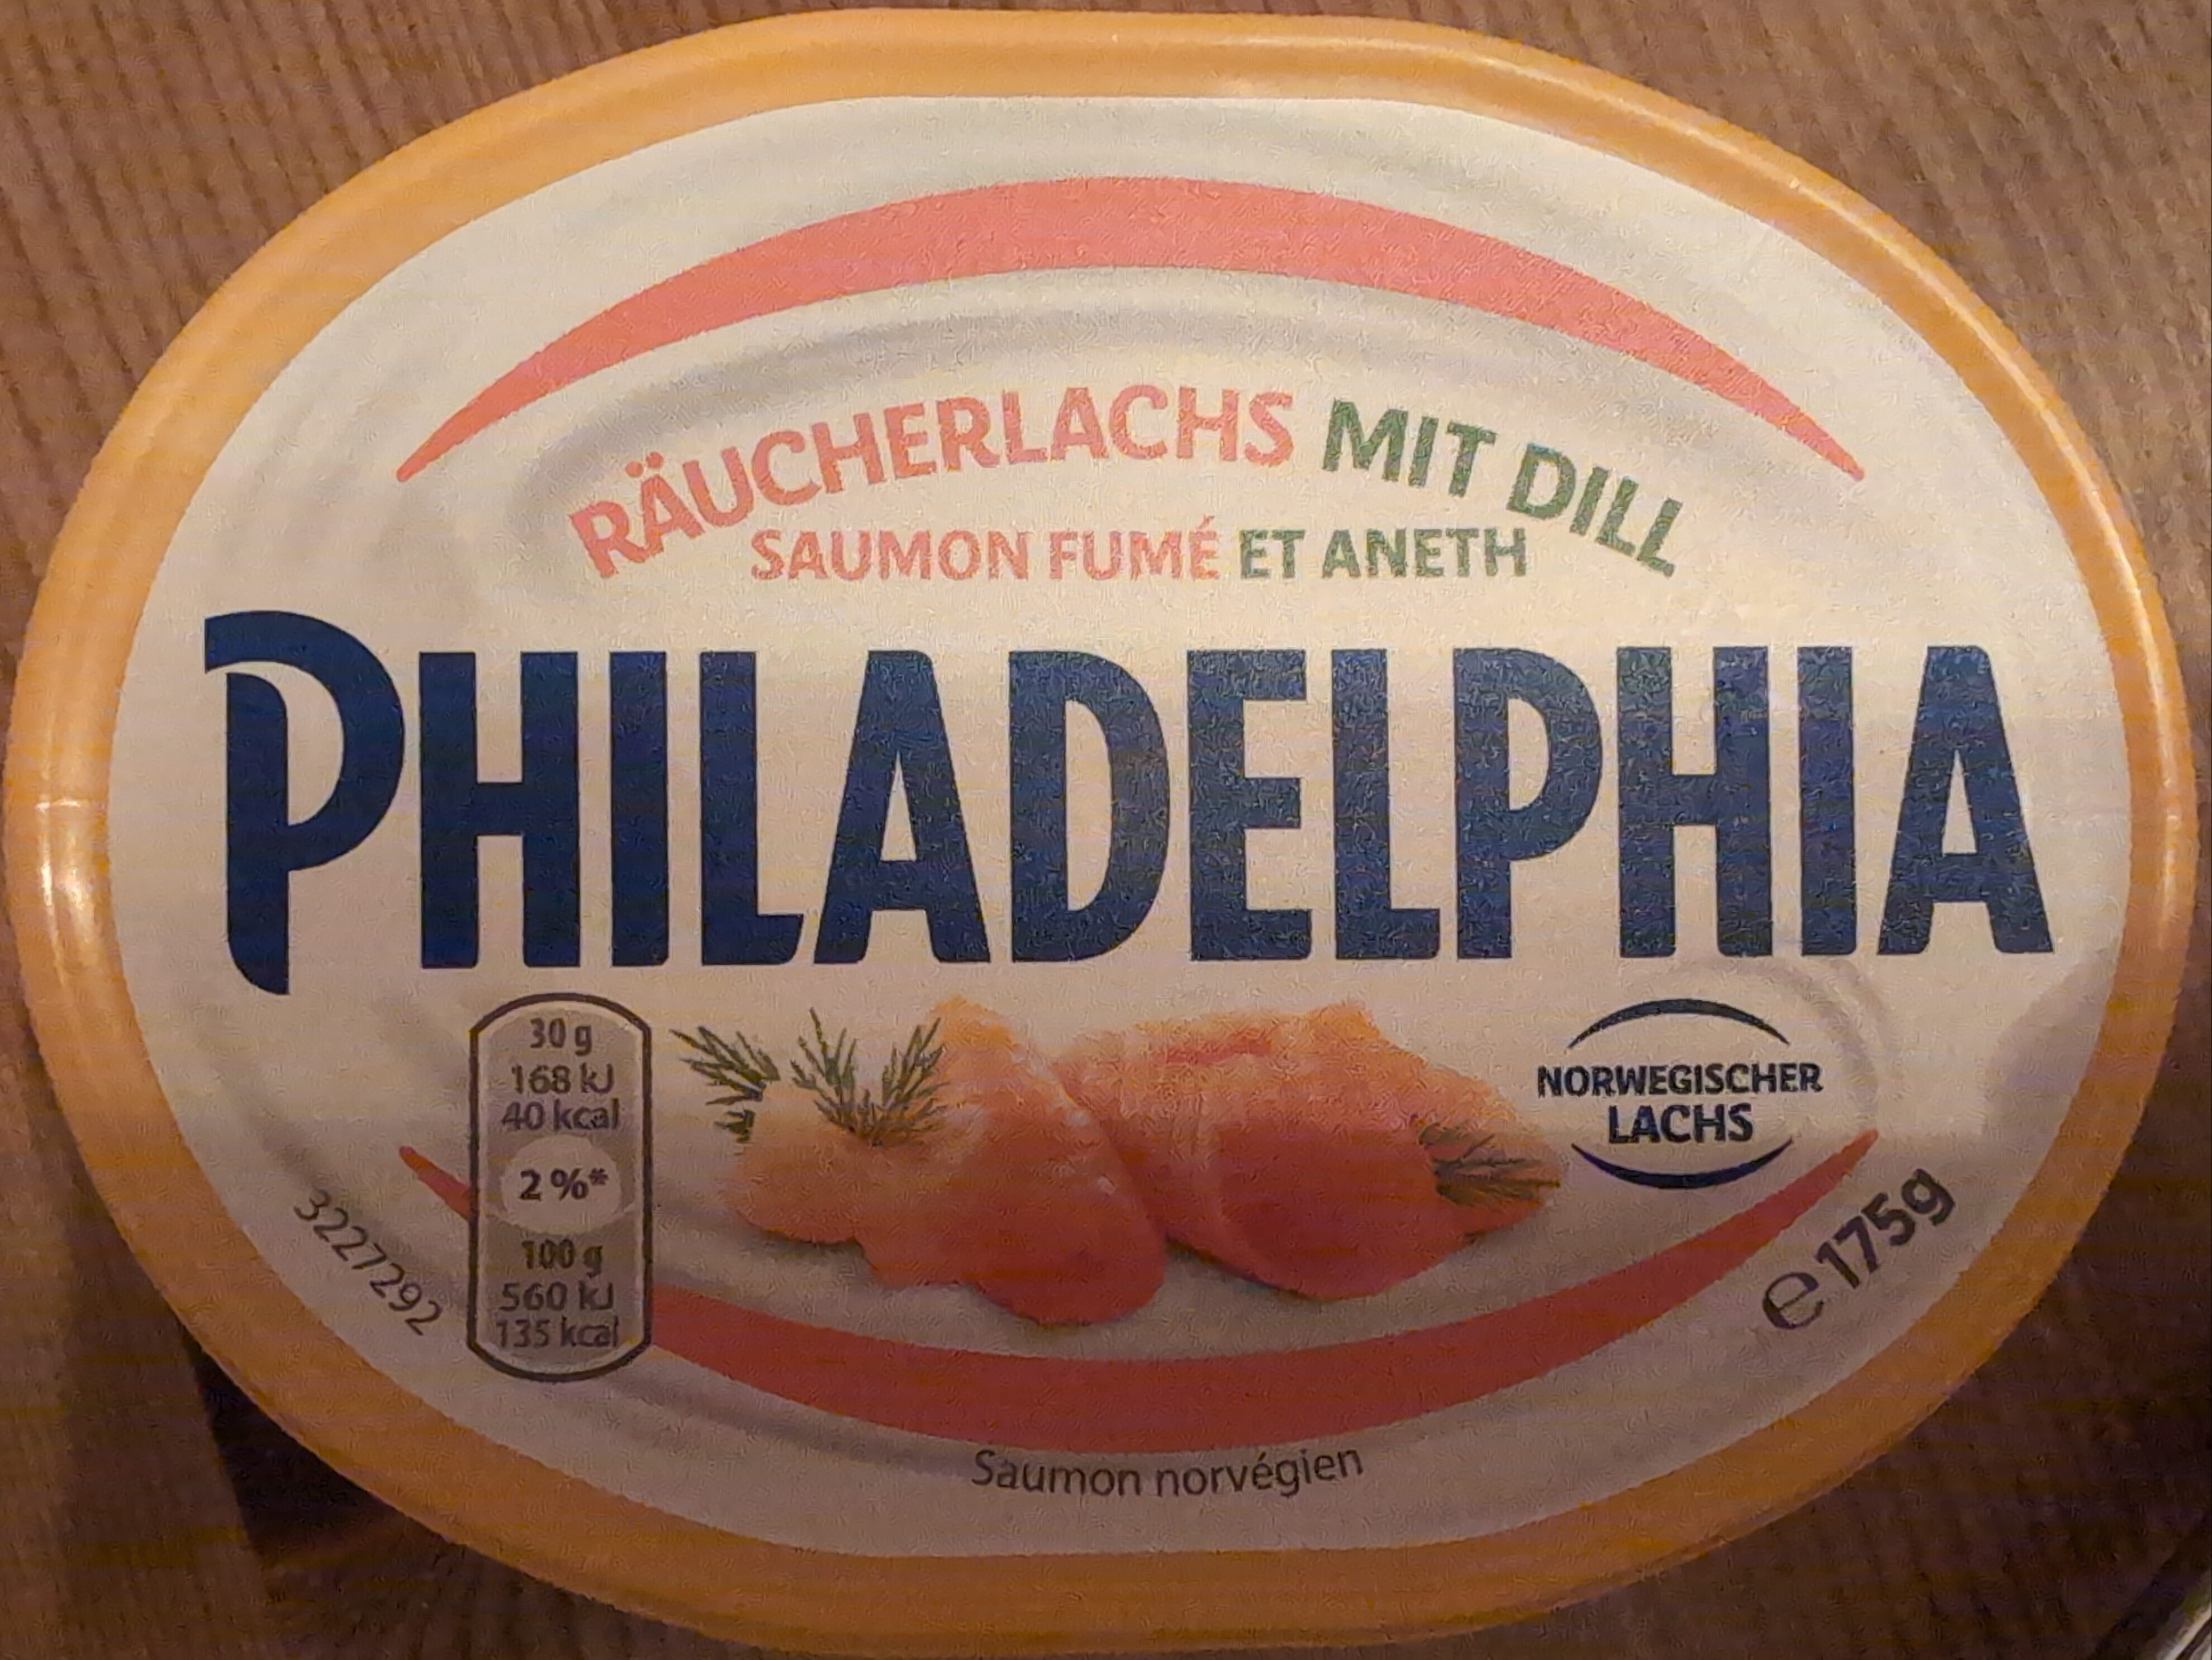 RÄUCHERLACHS MIT DILL
SAUMON FUMÉ ET ANETH
PHILADELPHIA
30 g
168 kJ
40 kcal
2 %*
100 g
560 kJ
135 kcal
NORWEGISCHER
LACHS
3227292
e 175g
Saumon norvégien